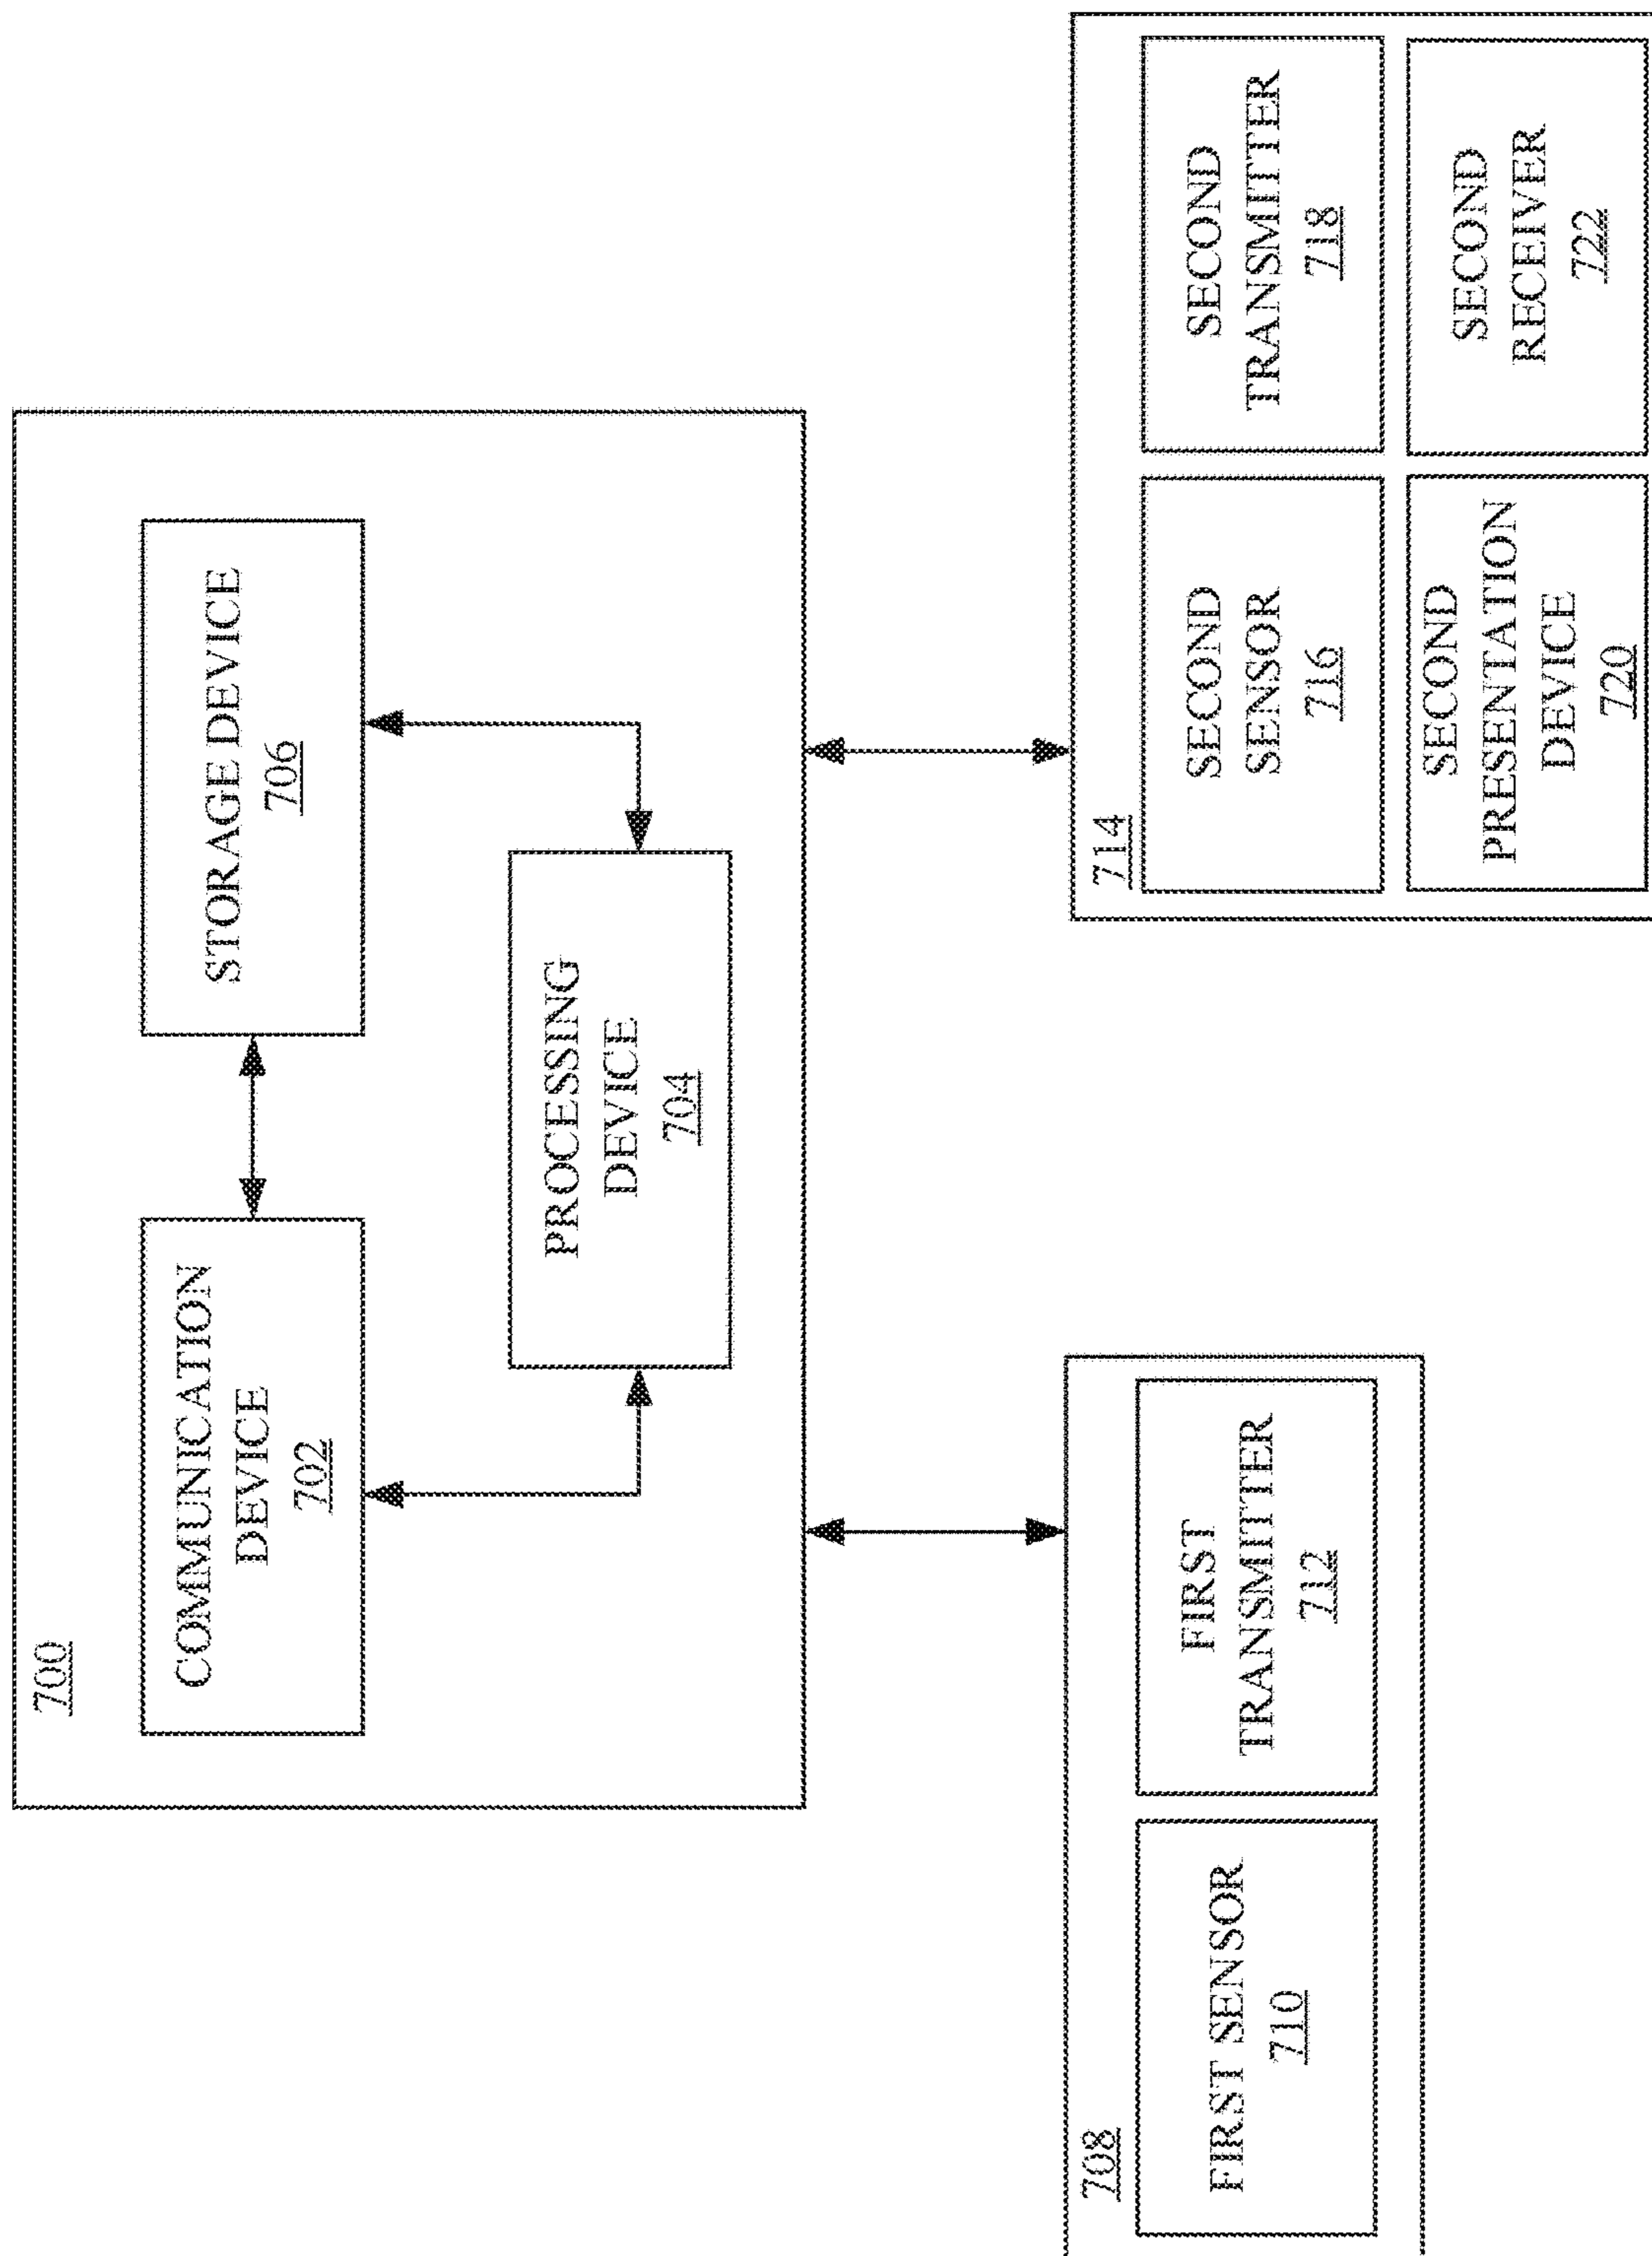 700
COMMUNICATION
DEVICE
702
STORAGE DEVICE
706
PROCESSING
DEVICE
704
708
FIRST SENSOR
710
FIRST
TRANSMITTER
712
714
SECOND
SENSOR
716
SECOND
TRANSMITTER
718
SECOND
PRESENTATION
DEVICE
720
SECOND
RECEIVER
722